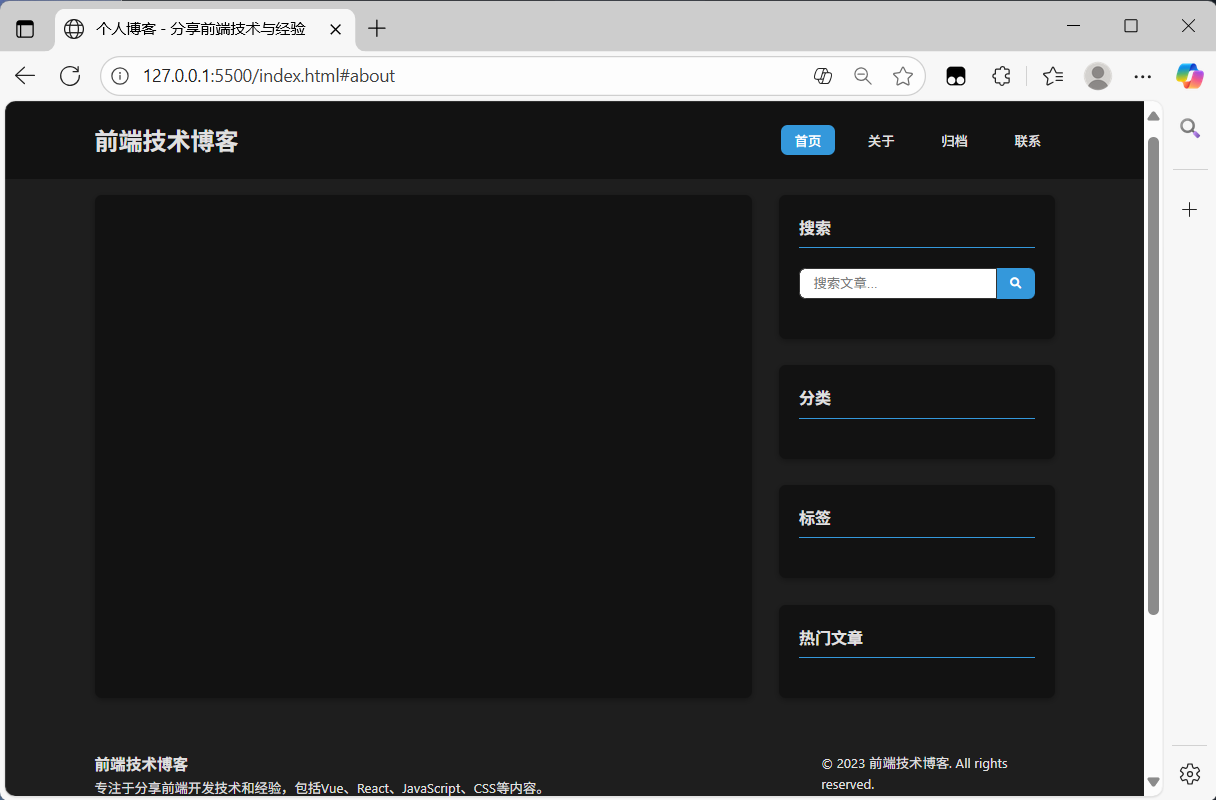 个人博客 - 分享前端技术与经验
127.0.0.1:5500/index.html#about
前端技术博客
首页 关于 归档 联系
搜索
搜索文章...
分类
标签
热门文章
前端技术博客
专注于分享前端开发技术和经验，包括Vue、React、JavaScript、CSS等内容。
© 2023 前端技术博客. All rights
reserved.